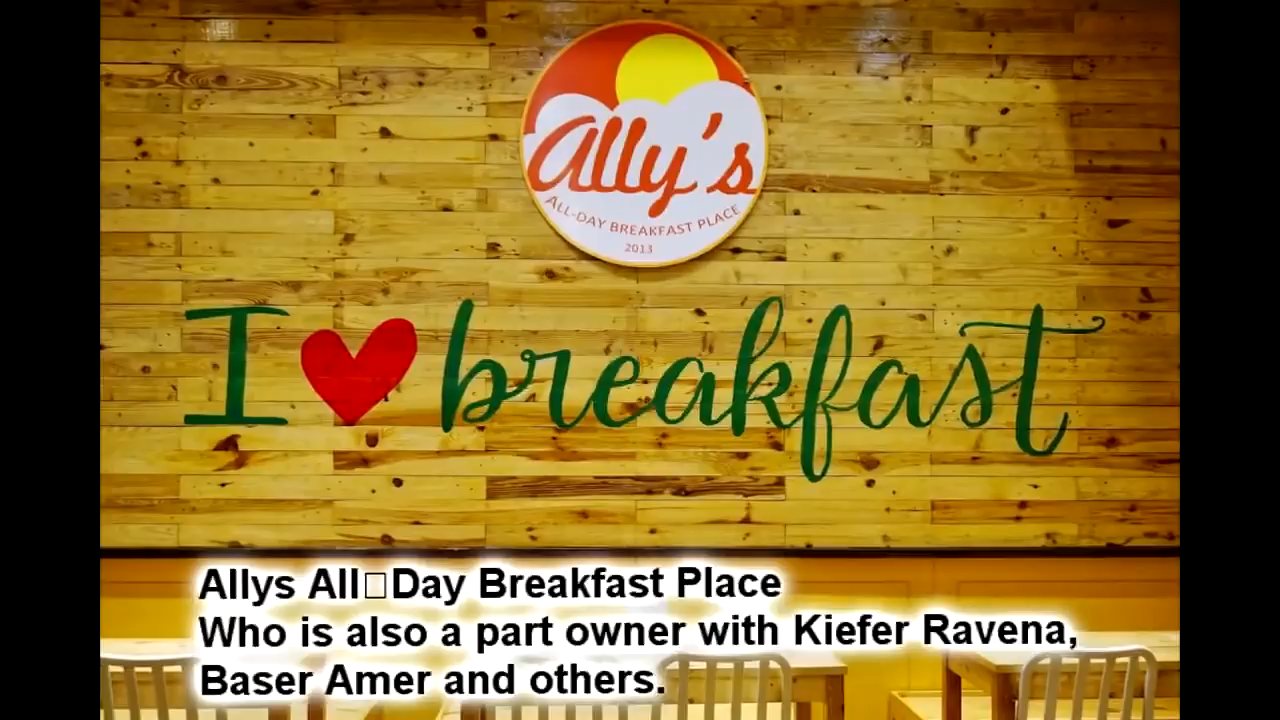 ally's
ALL-DAY BREAKFAST PLACE
2013
I ❤ breakfast
Allys All□Day Breakfast Place
Who is also a part owner with Kiefer Ravena,
Baser Amer and others.